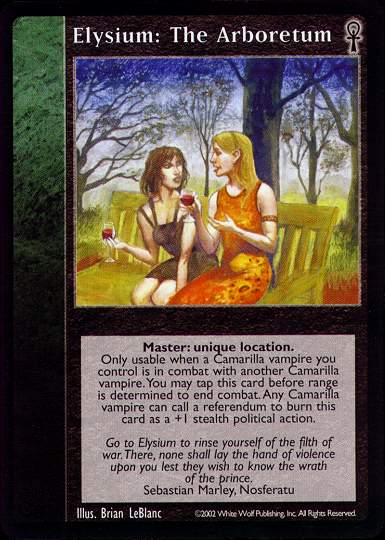 Elysium: The Arboretum
Master: unique location.
Only usable when a Camarilla vampire you
control is in combat with another Camarilla
vampire. You may tap this card before range
is determined to end combat. Any Camarilla
vampire can call a referendum to burn this
card as a +1 stealth political action.
Go to Elysium to rinse yourself of the filth of
war. There, none shall lay the hand of violence
upon you lest they wish to know the wrath
of the prince.
Sebastian Marley, Nosferatu
Illus. Brian LeBlanc
©2002 White Wolf Publishing, Inc. All Rights Reserved.